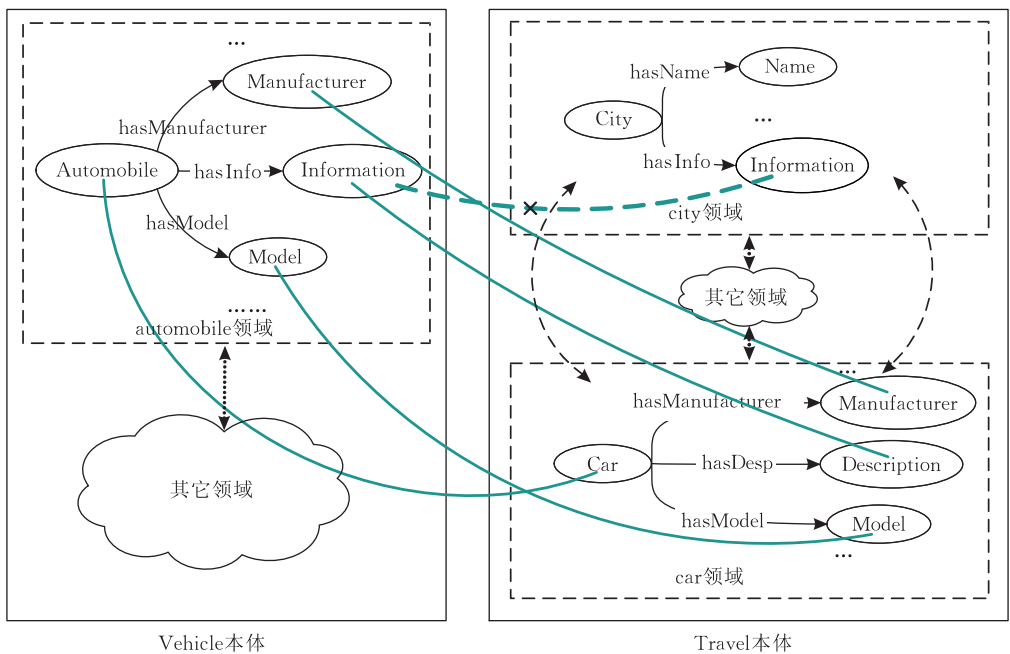 ...
Manufacturer
hasManufacturer
Automobile
hasInfo
Information
hasModel
Model
......
automobile领域
其它领域
Vehicle本体
hasName
Name
City
...
hasInfo
Information
city领域
其它领域
...
hasManufacturer
Manufacturer
Car
hasDesp
Description
hasModel
Model
...
car领域
Travel本体